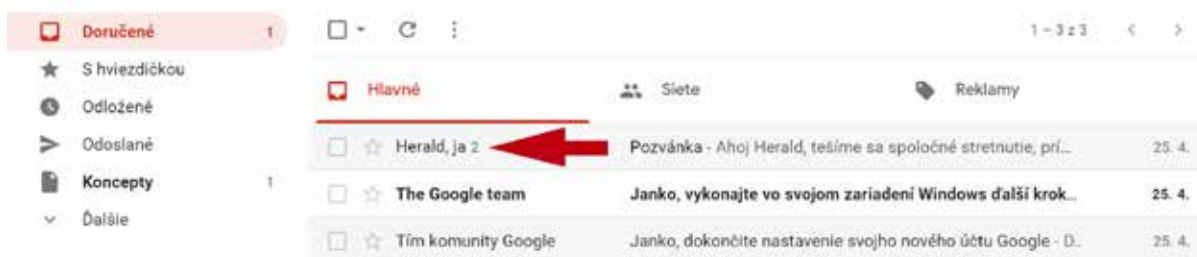 Doručené 1
S hviezdičkou
Odložené
Odoslané
Koncepty 1
Ďalšie
1 – 3 z 3
Hlavné Siete Reklamy
Herald, ja 2 Pozvánka - Ahoj Herald, tešíme sa spoločné stretnutie, prí... 25. 4.
The Google team Janko, vykonajte vo svojom zariadení Windows ďalší krok... 25. 4.
Tím komunity Google Janko, dokončite nastavenie svojho nového účtu Google - D.. 25. 4.